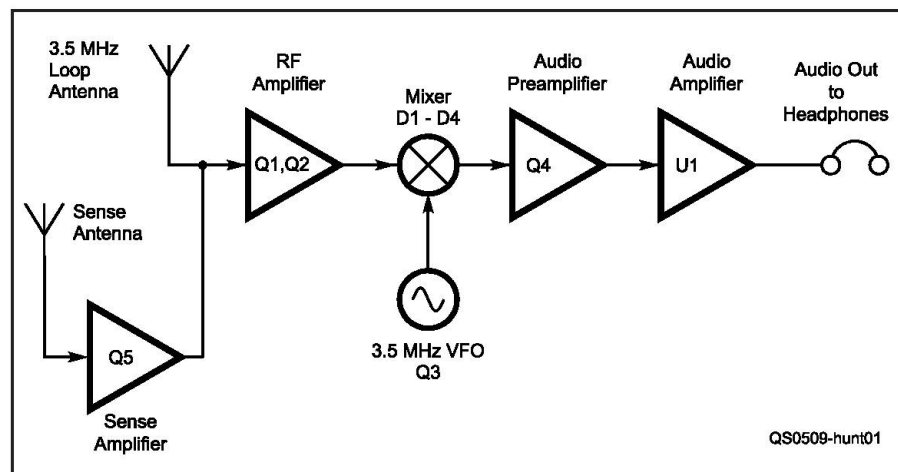 3.5 MHz
Loop
Antenna
RF
Amplifier
Mixer
D1 - D4
Audio
Preamplifier
Audio
Amplifier
Audio Out
to
Headphones
Q1,Q2
Q4
U1
Sense
Antenna
Q5
Sense
Amplifier
3.5 MHz VFO
Q3
QS0509-hunt01